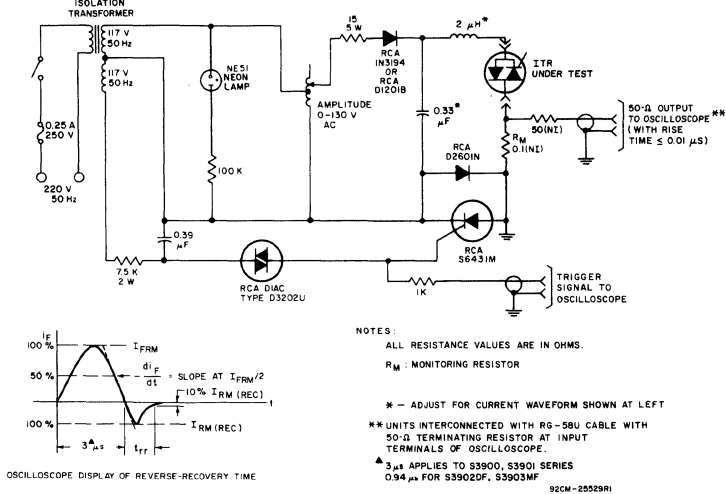 ISOLATION
TRANSFORMER
117 V
50 Hz
117 V
50 Hz
0.25 A
250 V
220 V
50 Hz
NE51
NEON
LAMP
100 K
AMPLITUDE
0-130 V
AC
15
5 W
RCA
IN3194
OR
RCA
D1201B
2 μH*
0.33*
μF
ITR
UNDER TEST
50(NI)
RM
0.1(NI)
50-Ω OUTPUT
TO OSCILLOSCOPE**
(WITH RISE
TIME ≤ 0.01 μS)
RCA
D2601N
RCA
S6431M
0.39
μF
7.5 K
2 W
RCA DIAC
TYPE D3202U
1K
TRIGGER
SIGNAL TO
OSCILLOSCOPE
iF
100 %
IFRM
50 %
diF
dt
= SLOPE AT IFRM/2
10% IRM (REC)
t
100 %
IRM (REC)
3▲μs
trr
OSCILLOSCOPE DISPLAY OF REVERSE-RECOVERY TIME
NOTES:
ALL RESISTANCE VALUES ARE IN OHMS.
RM : MONITORING RESISTOR
* - ADJUST FOR CURRENT WAVEFORM SHOWN AT LEFT
** UNITS INTERCONNECTED WITH RG-58U CABLE WITH
50-Ω TERMINATING RESISTOR AT INPUT
TERMINALS OF OSCILLOSCOPE.
▲ 3 μs APPLIES TO S3900, S3901 SERIES
0.94 μs FOR S3902DF, S3903MF
92CM-25529R1